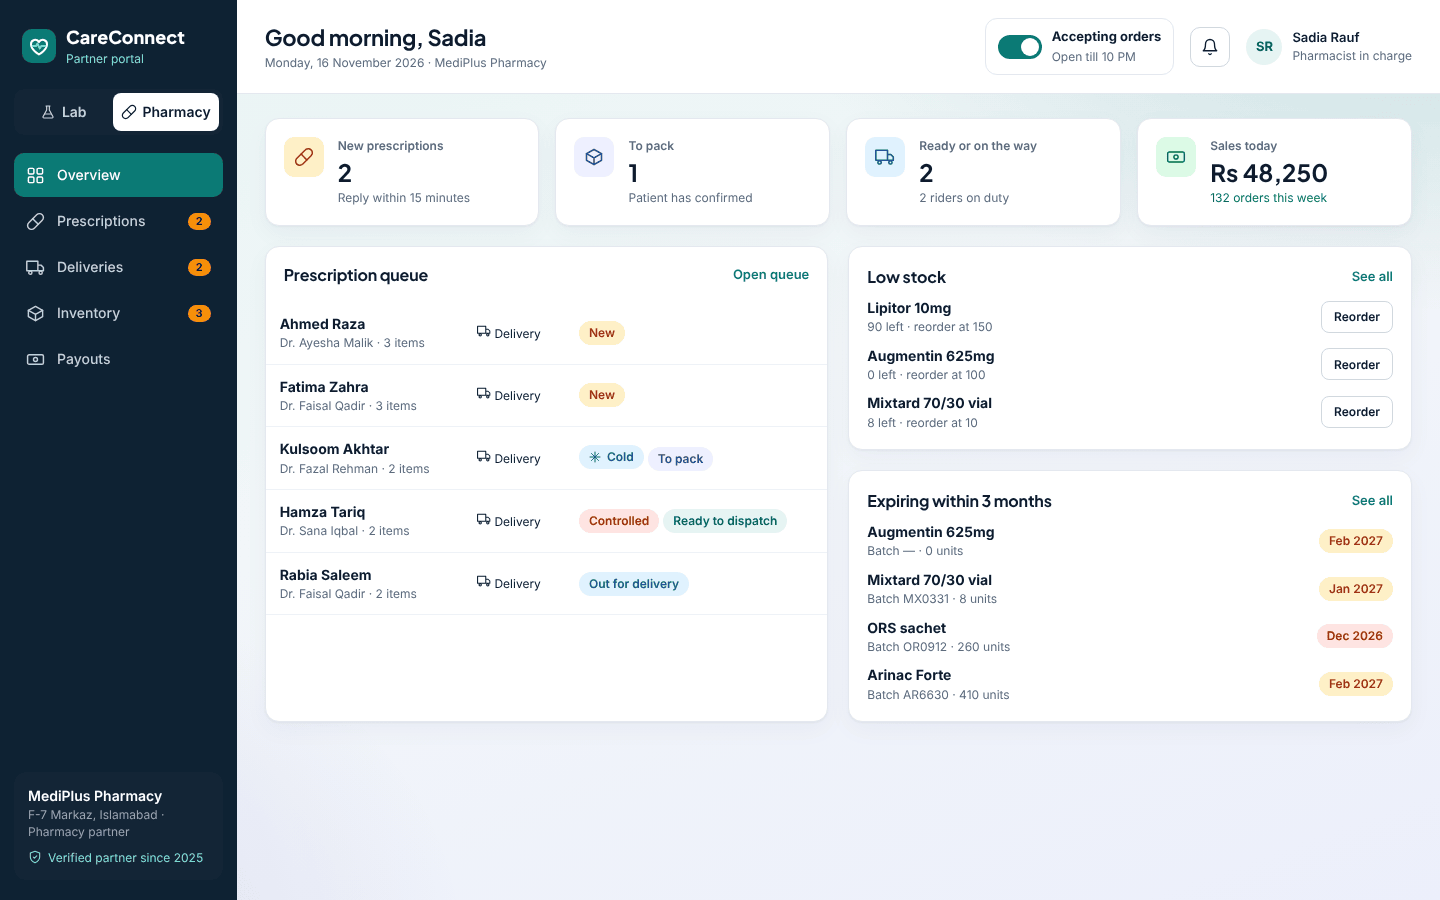 CareConnect
Partner portal
Lab
Pharmacy
Overview
Prescriptions 2
Deliveries 2
Inventory 3
Payouts
MediPlus Pharmacy
F-7 Markaz, Islamabad ·
Pharmacy partner
Verified partner since 2025
Good morning, Sadia
Monday, 16 November 2026 · MediPlus Pharmacy
Accepting orders
Open till 10 PM
SR
Sadia Rauf
Pharmacist in charge
New prescriptions
2
Reply within 15 minutes
To pack
1
Patient has confirmed
Ready or on the way
2
2 riders on duty
Sales today
Rs 48,250
132 orders this week
Prescription queue
Open queue
Ahmed Raza
Dr. Ayesha Malik · 3 items
Delivery
New
Fatima Zahra
Dr. Faisal Qadir · 3 items
Delivery
New
Kulsoom Akhtar
Dr. Fazal Rehman · 2 items
Delivery
Cold
To pack
Hamza Tariq
Dr. Sana Iqbal · 2 items
Delivery
Controlled
Ready to dispatch
Rabia Saleem
Dr. Faisal Qadir · 2 items
Delivery
Out for delivery
Low stock
See all
Lipitor 10mg
90 left · reorder at 150
Reorder
Augmentin 625mg
0 left · reorder at 100
Reorder
Mixtard 70/30 vial
8 left · reorder at 10
Reorder
Expiring within 3 months
See all
Augmentin 625mg
Batch — · 0 units
Feb 2027
Mixtard 70/30 vial
Batch MX0331 · 8 units
Jan 2027
ORS sachet
Batch OR0912 · 260 units
Dec 2026
Arinac Forte
Batch AR6630 · 410 units
Feb 2027